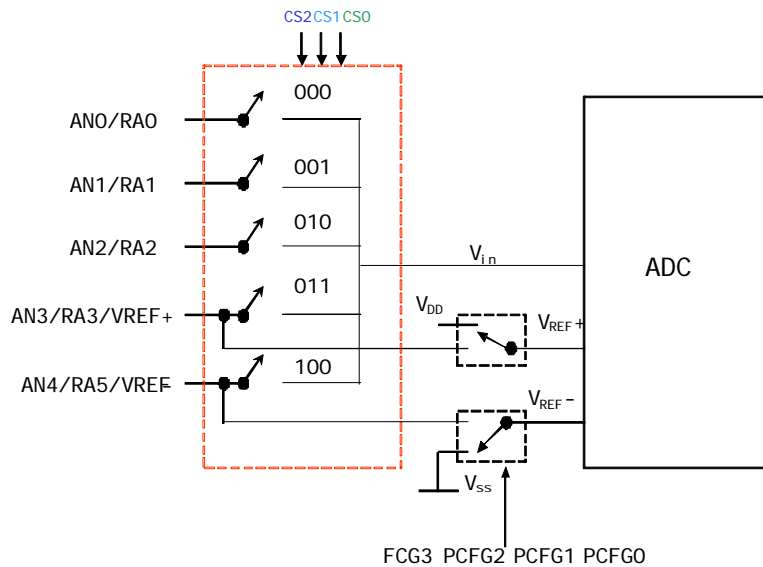 CS2 CS1 CS0
000
AN0/RA0
001
AN1/RA1
010
AN2/RA2
Vin
ADC
011
AN3/RA3/VREF+
VDD
VREF+
100
AN4/RA5/VREF-
VREF-
VSS
FCG3 PCFG2 PCFG1 PCFG0